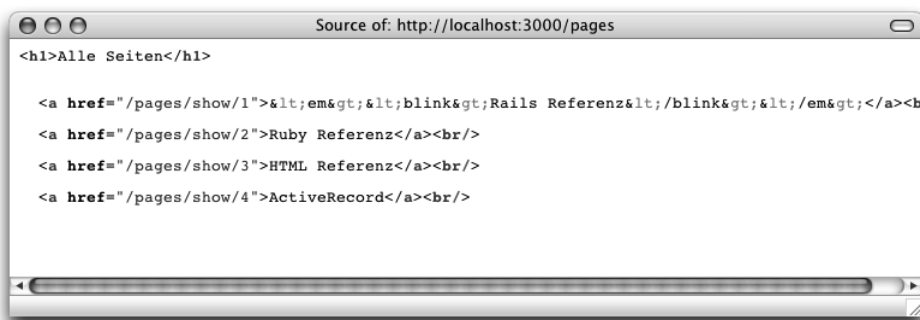 Source of: http://localhost:3000/pages
<h1>Alle Seiten</h1>
<a href="/pages/show/1">&lt;em&gt;&lt;blink&gt;Rails Referenz&lt;/blink&gt;&lt;/em&gt;</a><b
<a href="/pages/show/2">Ruby Referenz</a><br/>
<a href="/pages/show/3">HTML Referenz</a><br/>
<a href="/pages/show/4">ActiveRecord</a><br/>